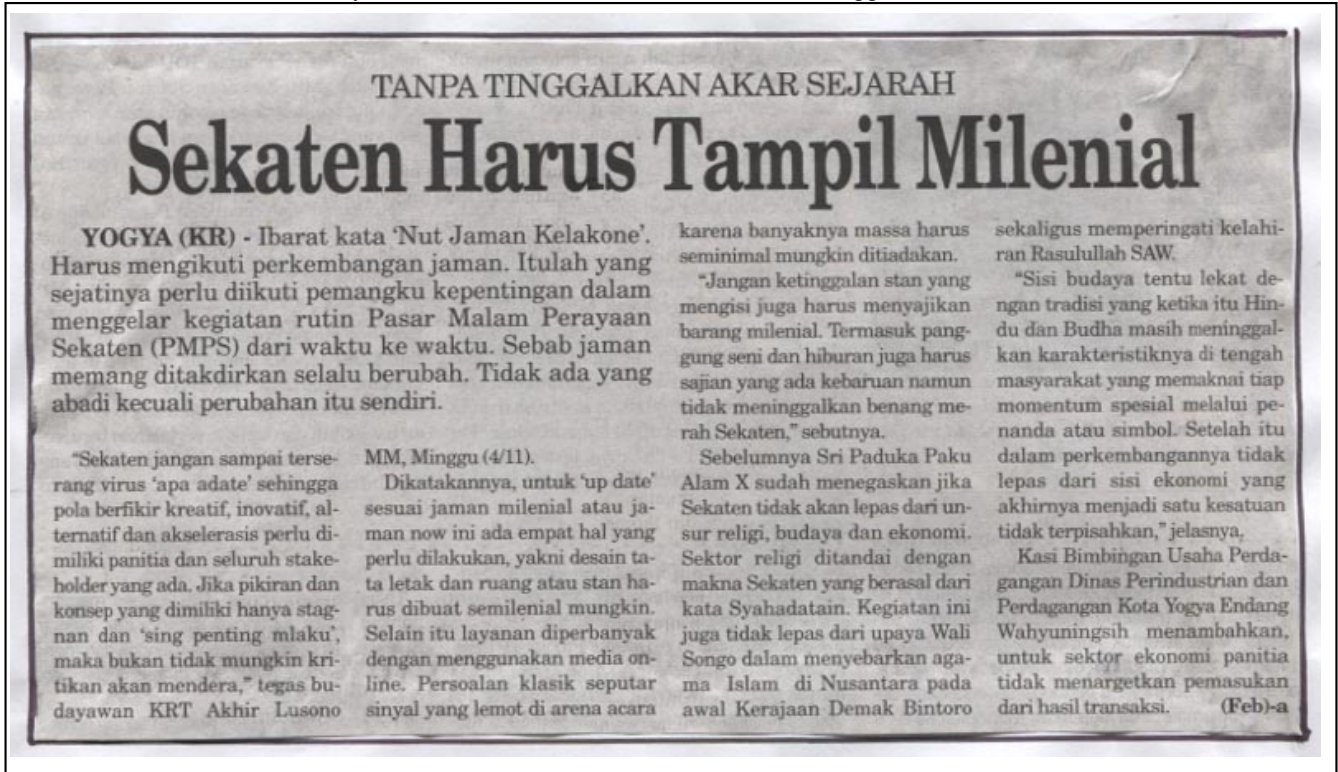 TANPA TINGGALKAN AKAR SEJARAH
Sekaten Harus Tampil Milenial
YOGYA (KR) - Ibarat kata 'Nut Jaman Kelakone'.
Harus mengikuti perkembangan jaman. Itulah yang
sejatinya perlu diikuti pemangku kepentingan dalam
menggelar kegiatan rutin Pasar Malam Perayaan
Sekaten (PMPS) dari waktu ke waktu. Sebab jaman
memang ditakdirkan selalu berubah. Tidak ada yang
abadi kecuali perubahan itu sendiri.
"Sekaten jangan sampai terse-
rang virus 'apa adate' sehingga
pola berfikir kreatif, inovatif, al-
ternatif dan akselerasis perlu di-
miliki panitia dan seluruh stake-
holder yang ada. Jika pikiran dan
konsep yang dimiliki hanya stag-
nan dan 'sing penting mlaku',
maka bukan tidak mungkin kri-
tikan akan mendera," tegas bu-
dayawan KRT Akhir Lusono
MM, Minggu (4/11).
Dikatakannya, untuk 'up date'
sesuai jaman milenial atau ja-
man now ini ada empat hal yang
perlu dilakukan, yakni desain ta-
ta letak dan ruang atau stan ha-
rus dibuat semilenial mungkin.
Selain itu layanan diperbanyak
dengan menggunakan media on-
line. Persoalan klasik seputar
sinyal yang lemot di arena acara
karena banyaknya massa harus
seminimal mungkin ditiadakan.
"Jangan ketinggalan stan yang
mengisi juga harus menyajikan
barang milenial. Termasuk pang-
gung seni dan hiburan juga harus
sajian yang ada kebaruan namun
tidak meninggalkan benang me-
rah Sekaten," sebutnya.
Sebelumnya Sri Paduka Paku
Alam X sudah menegaskan jika
Sekaten tidak akan lepas dari un-
sur religi, budaya dan ekonomi.
Sektor religi ditandai dengan
makna Sekaten yang berasal dari
kata Syahadatain. Kegiatan ini
juga tidak lepas dari upaya Wali
Songo dalam menyebarkan aga-
ma Islam di Nusantara pada
awal Kerajaan Demak Bintoro
sekaligus memperingati kelahi-
ran Rasulullah SAW.
"Sisi budaya tentu lekat de-
ngan tradisi yang ketika itu Hin-
du dan Budha masih meninggal-
kan karakteristiknya di tengah
masyarakat yang memaknai tiap
momentum spesial melalui pe-
nanda atau simbol. Setelah itu
dalam perkembangannya tidak
lepas dari sisi ekonomi yang
akhirnya menjadi satu kesatuan
tidak terpisahkan," jelasnya,
Kasi Bimbingan Usaha Perda-
gangan Dinas Perindustrian dan
Perdagangan Kota Yogya Endang
Wahyuningsih menambahkan,
untuk sektor ekonomi panitia
tidak menargetkan pemasukan
dari hasil transaksi. (Feb)-a